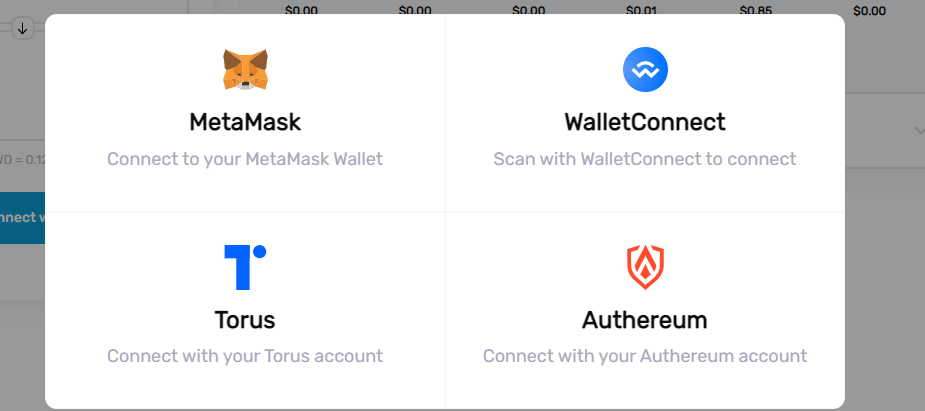 $0.00 $0.00 $0.00 $0.01 $0.85 $0.00
MetaMask
Connect to your MetaMask Wallet
WalletConnect
Scan with WalletConnect to connect
= 0.12
Torus
Connect with your Torus account
Authereum
Connect with your Authereum account